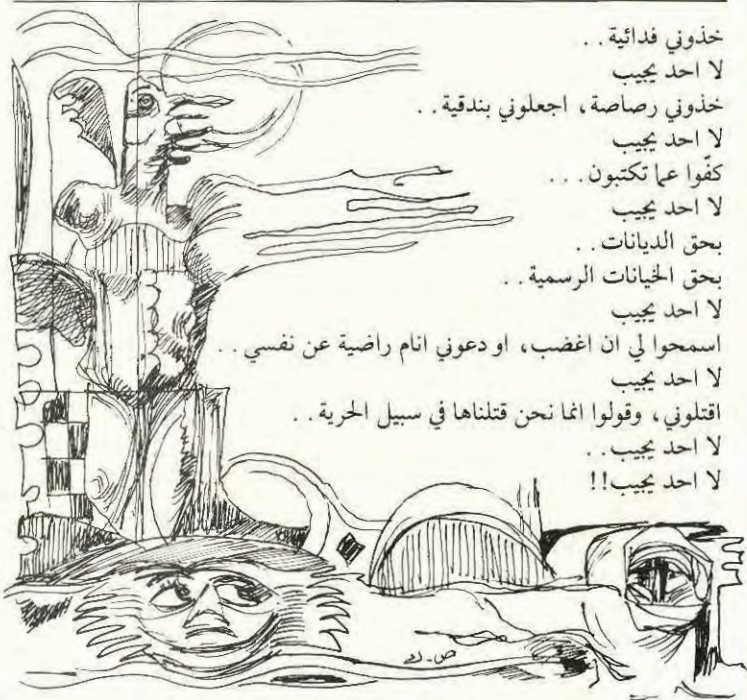 خذوني فدائية . .
لا احد يجيب
خذوني رصاصة ، اجعلوني بندقية . .
لا احد يجيب
كفّوا عما تكتبون . . .
لا احد يجيب
بحق الديانات . .
بحق الخيانات الرسمية . .
لا احد يجيب
اسمحوا لي ان اغضب، او دعوني انام راضية عن نفسي . .
لا احد يجيب
اقتلوني، وقولوا انما نحن قتلناها في سبيل الحرية . .
لا احد يجيب . .
لا احد يجيب!!